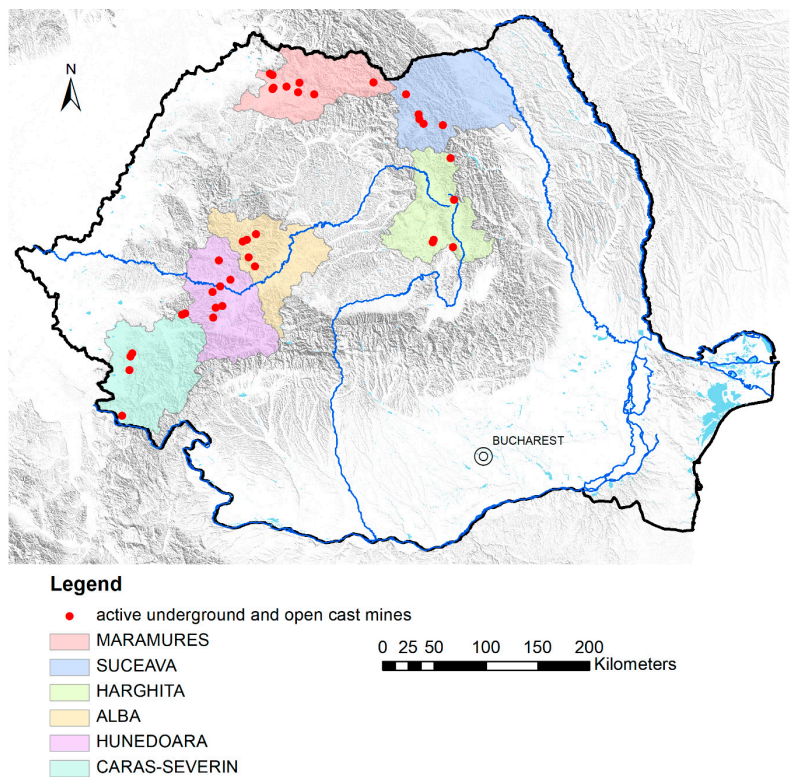 N
BUCHAREST
Legend
active underground and open cast mines
MARAMURES
SUCEAVA
HARGHITA
ALBA
HUNEDOARA
CARAS-SEVERIN
0 25 50 100 150 200
Kilometers